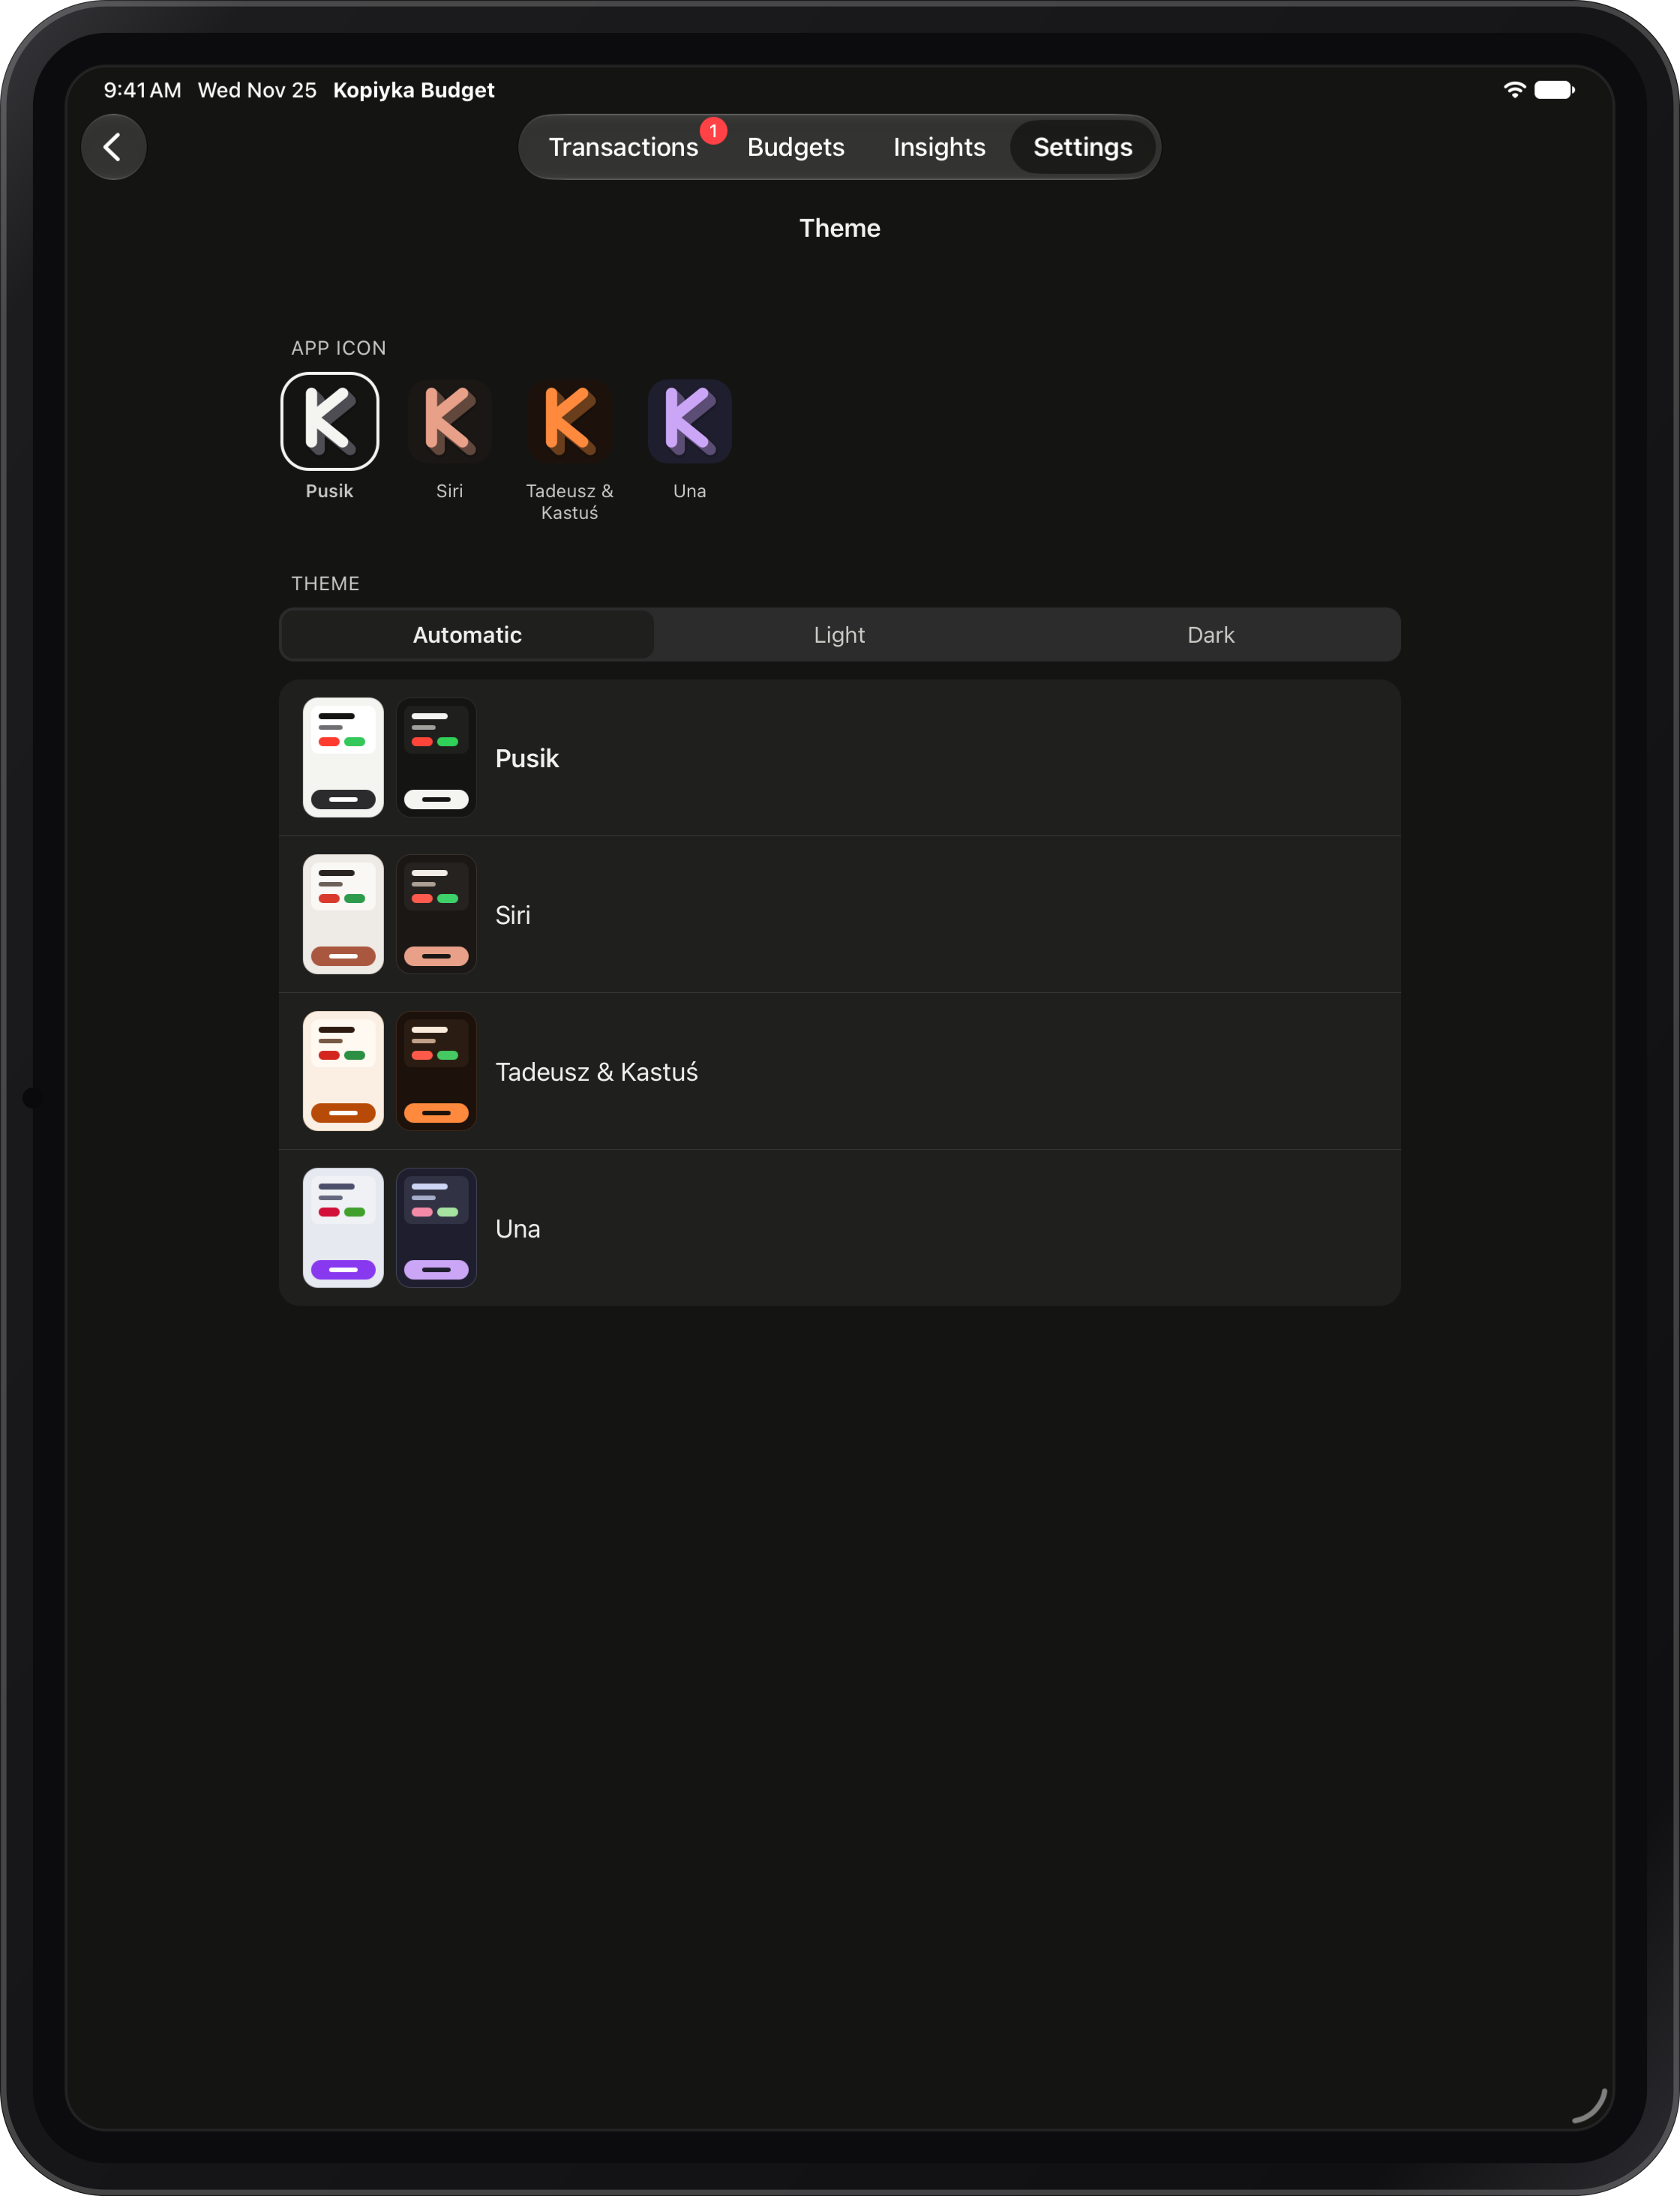 9:41 AM Wed Nov 25 Kopiyka Budget
Transactions 1 Budgets Insights Settings
Theme
APP ICON
K K K K
Pusik Siri Tadeusz & Kastuś Una
THEME
Automatic Light Dark
Pusik
Siri
Tadeusz & Kastuś
Una